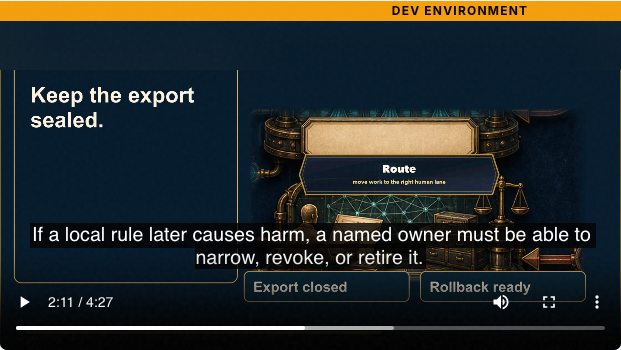 DEV ENVIRONMENT
Keep the export
sealed.
Route
move work to the right human lane
If a local rule later causes harm, a named owner must be able to
narrow, revoke, or retire it.
Export closed
Rollback ready
2:11 / 4:27